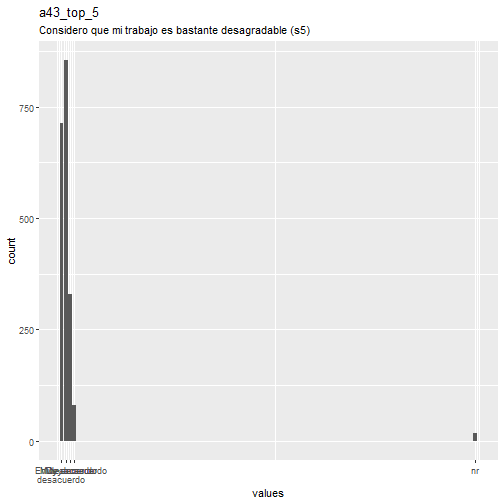 a43_top_5
Considero que mi trabajo es bastante desagradable (s5)
count
750
500
250
0
nr
desacuerdo
values